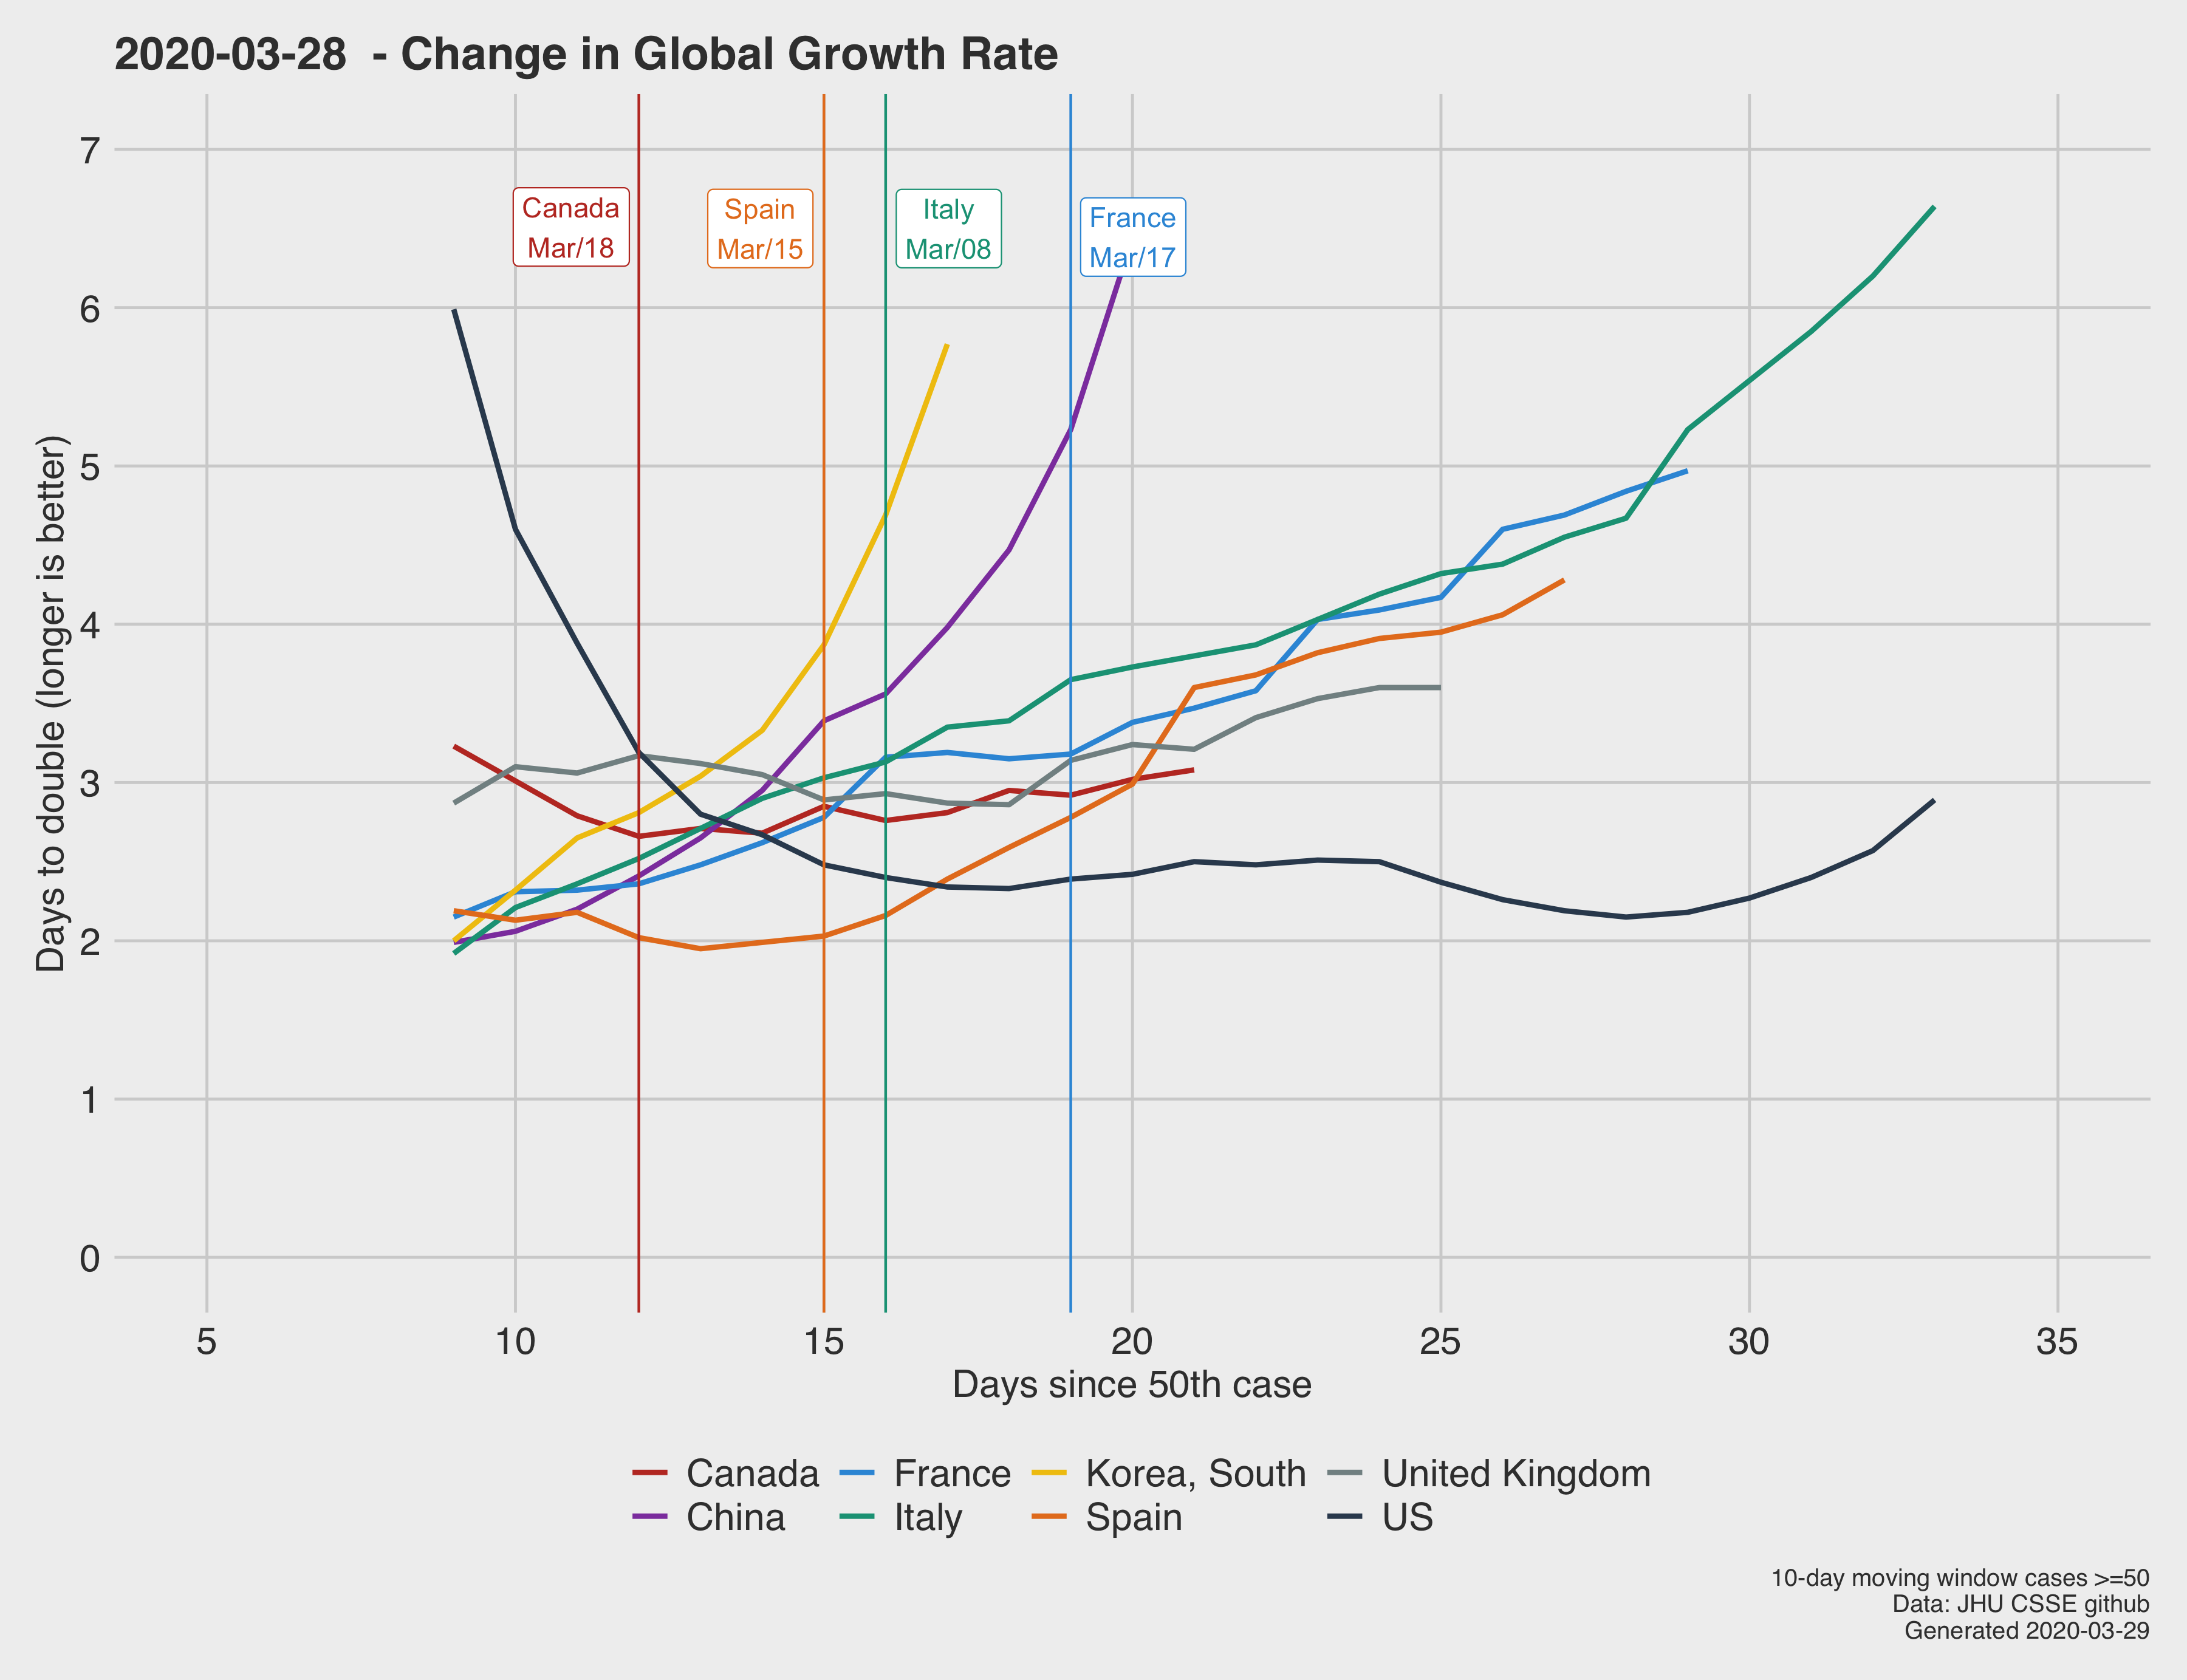 2020-03-28 - Change in Global Growth Rate
Days to double (longer is better)
7
6
5
4
3
2
1
0
Canada
Mar/18
Spain
Mar/15
Italy
Mar/08
France
Mar/17
5 10 15 20 25 30 35
Days since 50th case
Canada France Korea, South United Kingdom
China Italy Spain US
10-day moving window cases >=50
Data: JHU CSSE github
Generated 2020-03-29